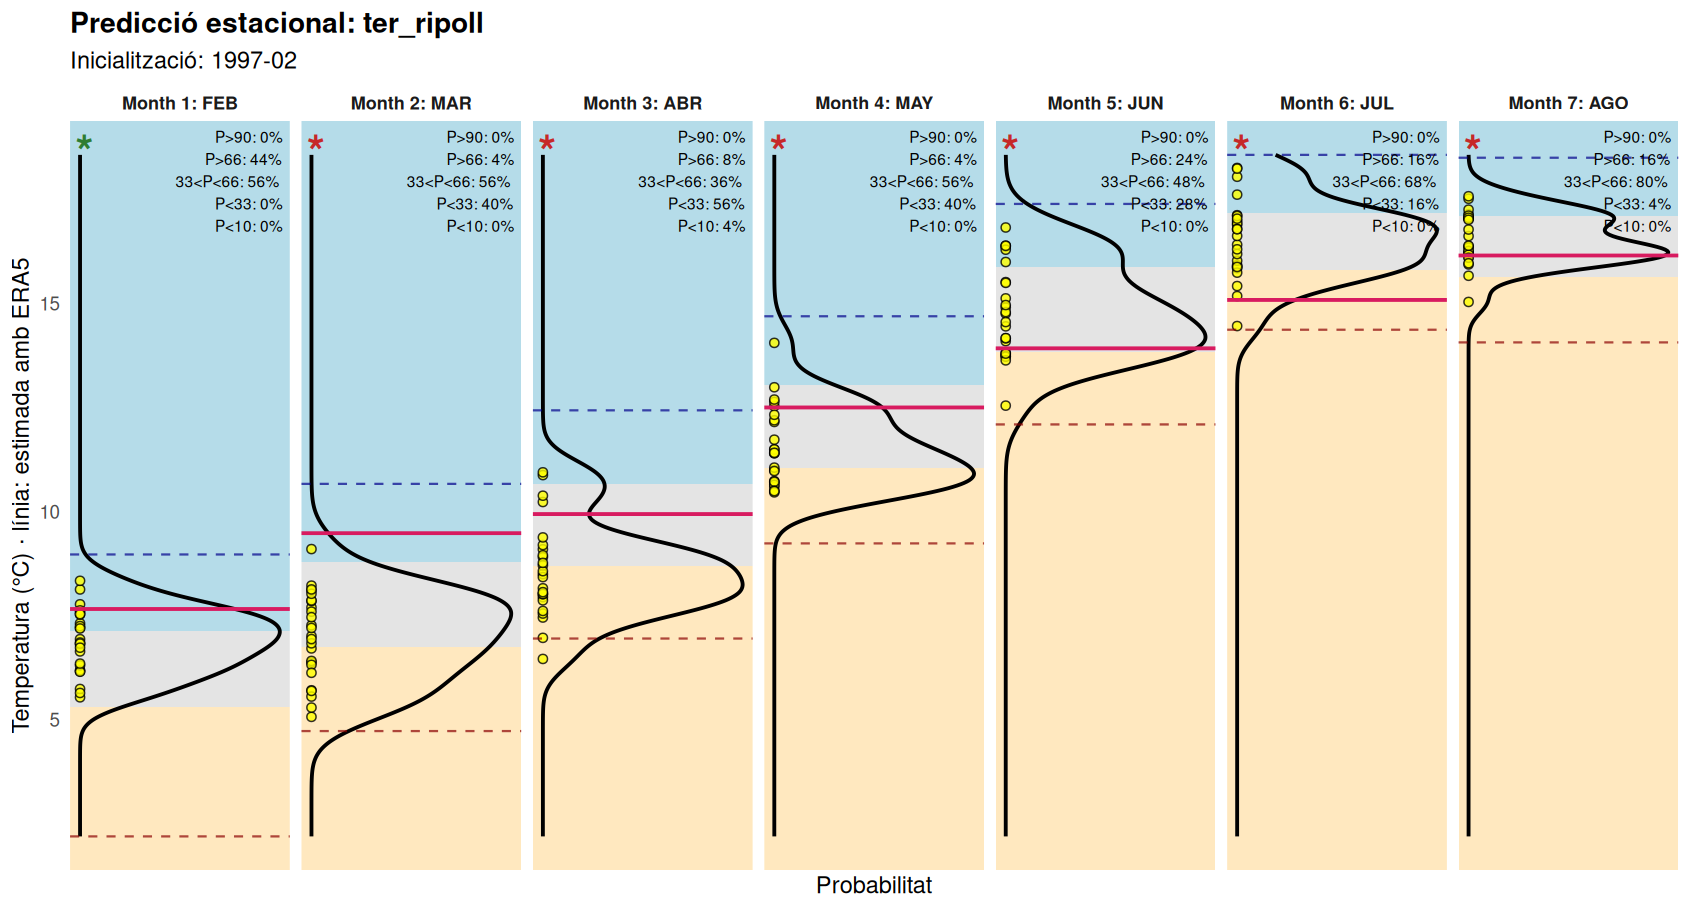 Predicció estacional: ter_ripoll
Inicialització: 1997-02
Month 1: FEB
Month 2: MAR
Month 3: ABR
Month 4: MAY
Month 5: JUN
Month 6: JUL
Month 7: AGO
*
P>90: 0%
P>66: 44%
33<P<66: 56%
P<33: 0%
P<10: 0%
*
P>90: 0%
P>66: 4%
33<P<66: 56%
P<33: 40%
P<10: 0%
*
P>90: 0%
P>66: 8%
33<P<66: 36%
P<33: 56%
P<10: 4%
*
P>90: 0%
P>66: 4%
33<P<66: 56%
P<33: 40%
P<10: 0%
*
P>90: 0%
P>66: 24%
33<P<66: 48%
P<33: 28%
P<10: 0%
*
P>90: 0%
P>66: 16%
33<P<66: 68%
P<33: 16%
P<10: 0%
*
P>90: 0%
P>66: 16%
33<P<66: 80%
P<33: 4%
P<10: 0%
Temperatura (°C) · línia: estimada amb ERA5
15
10
5
Probabilitat